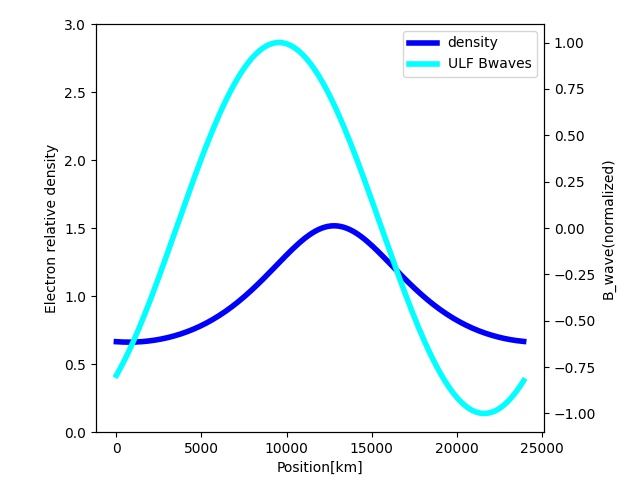 3.0
2.5
2.0
1.5
1.0
0.5
0.0
Electron relative density
density
ULF Bwaves
1.00
0.75
0.50
0.25
0.00
−0.25
−0.50
−0.75
−1.00
B_wave(normalized)
0 5000 10000 15000 20000 25000
Position[km]